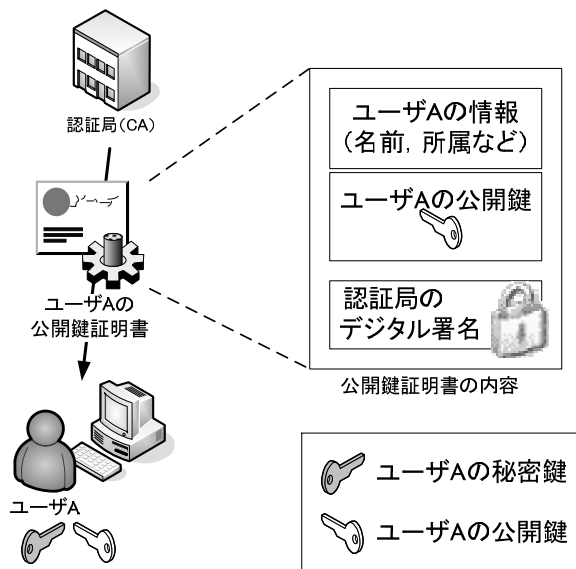 認証局(CA)
ユーザAの
公開鍵証明書
ユーザA
ユーザAの情報
(名前, 所属など)
ユーザAの公開鍵
認証局の
デジタル署名
公開鍵証明書の内容
ユーザAの秘密鍵
ユーザAの公開鍵